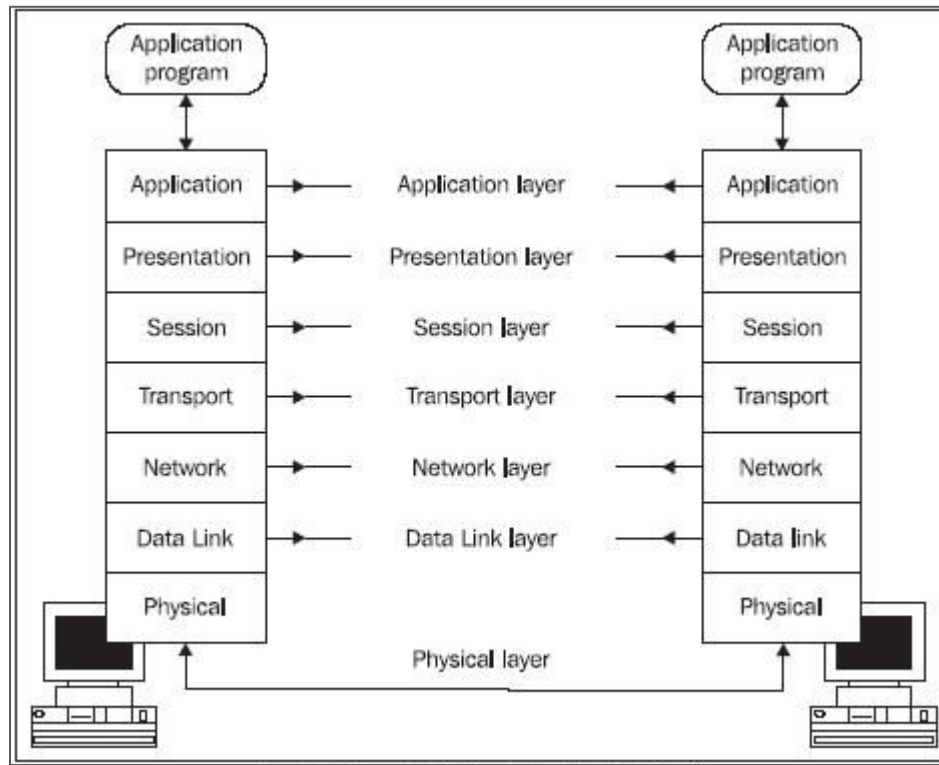 Application
program
Application
program
Application
Application layer
Application
Presentation
Presentation layer
Presentation
Session
Session layer
Session
Transport
Transport layer
Transport
Network
Network layer
Network
Data Link
Data Link layer
Data link
Physical
Physical
Physical layer